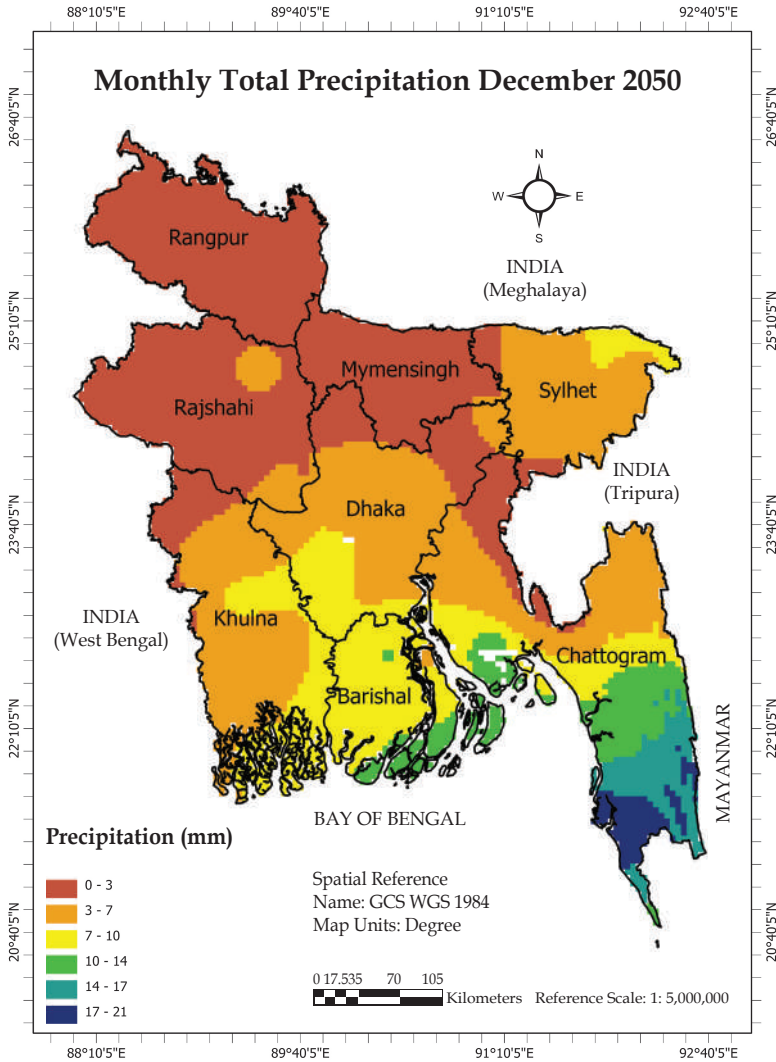 88°10'5"E 89°40'5"E 91°10'5"E 92°40'5"E
Monthly Total Precipitation December 2050
26°40'5"N 26°40'5"N
N
W E
S
Rangpur
INDIA
(Meghalaya)
25°10'5"N 25°10'5"N
Mymensingh
Sylhet
Rajshahi
INDIA
(Tripura)
Dhaka
23°40'5"N 23°40'5"N
INDIA
(West Bengal)
Khulna
Chattogram
Barishal
22°10'5"N 22°10'5"N
MAYANMAR
BAY OF BENGAL
Precipitation (mm)
0 - 3
3 - 7
7 - 10
10 - 14
14 - 17
17 - 21
Spatial Reference
Name: GCS WGS 1984
Map Units: Degree
20°40'5"N 20°40'5"N
0 17.535 70 105
Kilometers Reference Scale: 1: 5,000,000
88°10'5"E 89°40'5"E 91°10'5"E 92°40'5"E